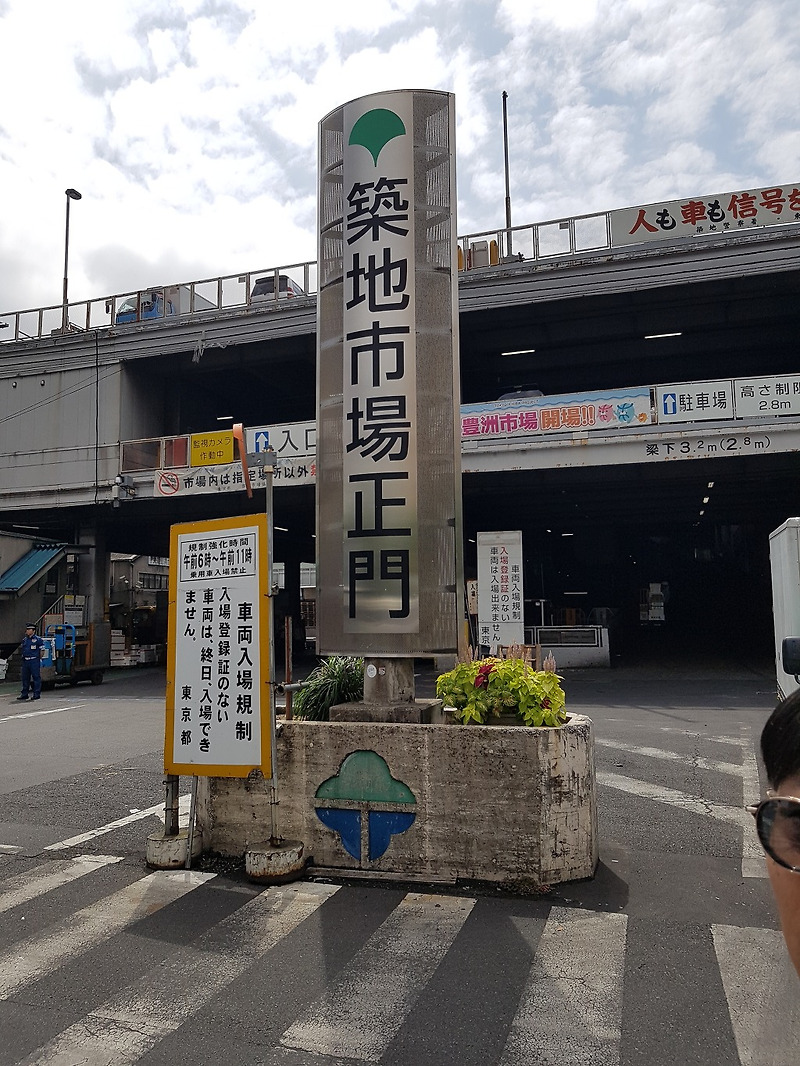 築地市場正門
人も車も信号を
築地警察署
豊洲市場 開場!!
駐車場
高さ制限
2.8m
梁下3.2m(2.8m)
監視カメラ
作動中
入口
市場内は指定場所以外
規制強化時間
午前6時〜午前11時
乗用車入場禁止
車両入場規制
入場登録証のない
車両は、終日、入場でき
ません。
東京都
車両入場規制
入場登録証のない
車両は入場出来ません
東京